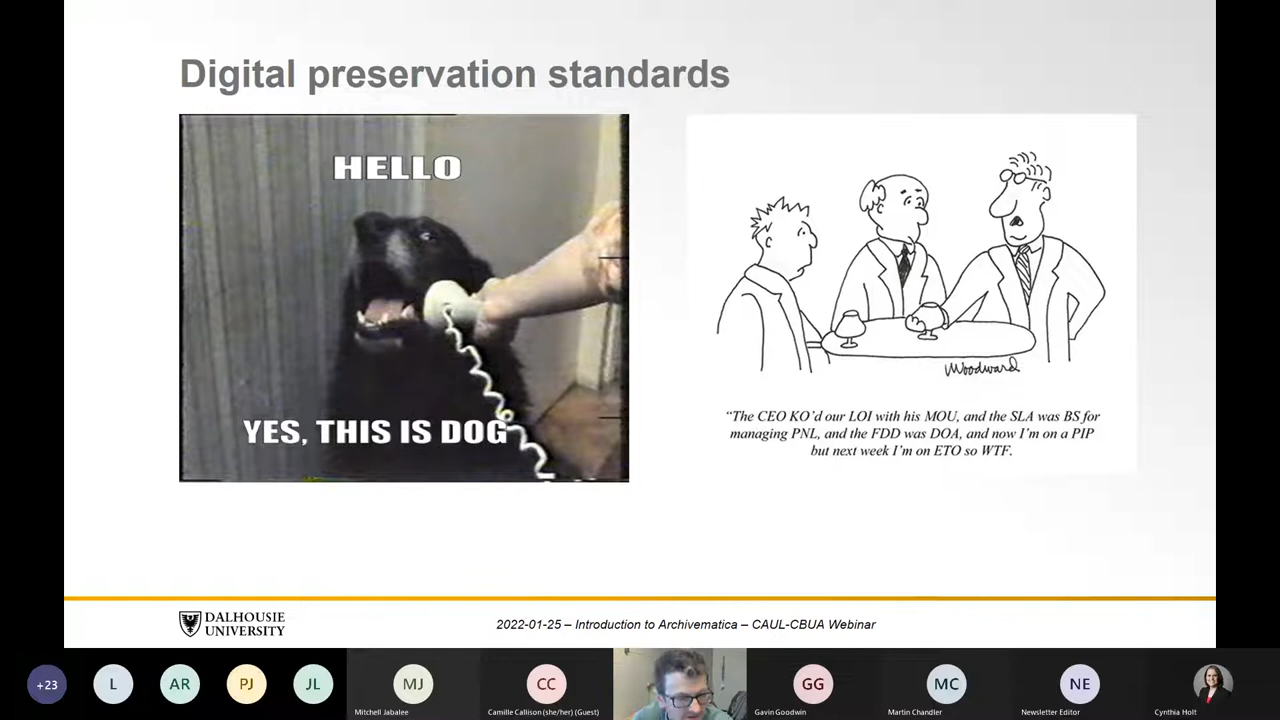 Digital preservation standards
HELLO
YES, THIS IS DOG
Woodward
“The CEO KO’d our LOI with his MOU, and the SLA was BS for
managing PNL, and the FDD was DOA, and now I’m on a PIP
but next week I’m on ETO so WTF.
DALHOUSIE
UNIVERSITY
2022-01-25 – Introduction to Archivematica – CAUL-CBUA Webinar
+23
L
AR
PJ
JL
MJ
Mitchell Jabalee
CC
Camille Callison (she/her) (Guest)
GG
Gavin Goodwin
MC
Martin Chandler
NE
Newsletter Editor
Cynthia Holt